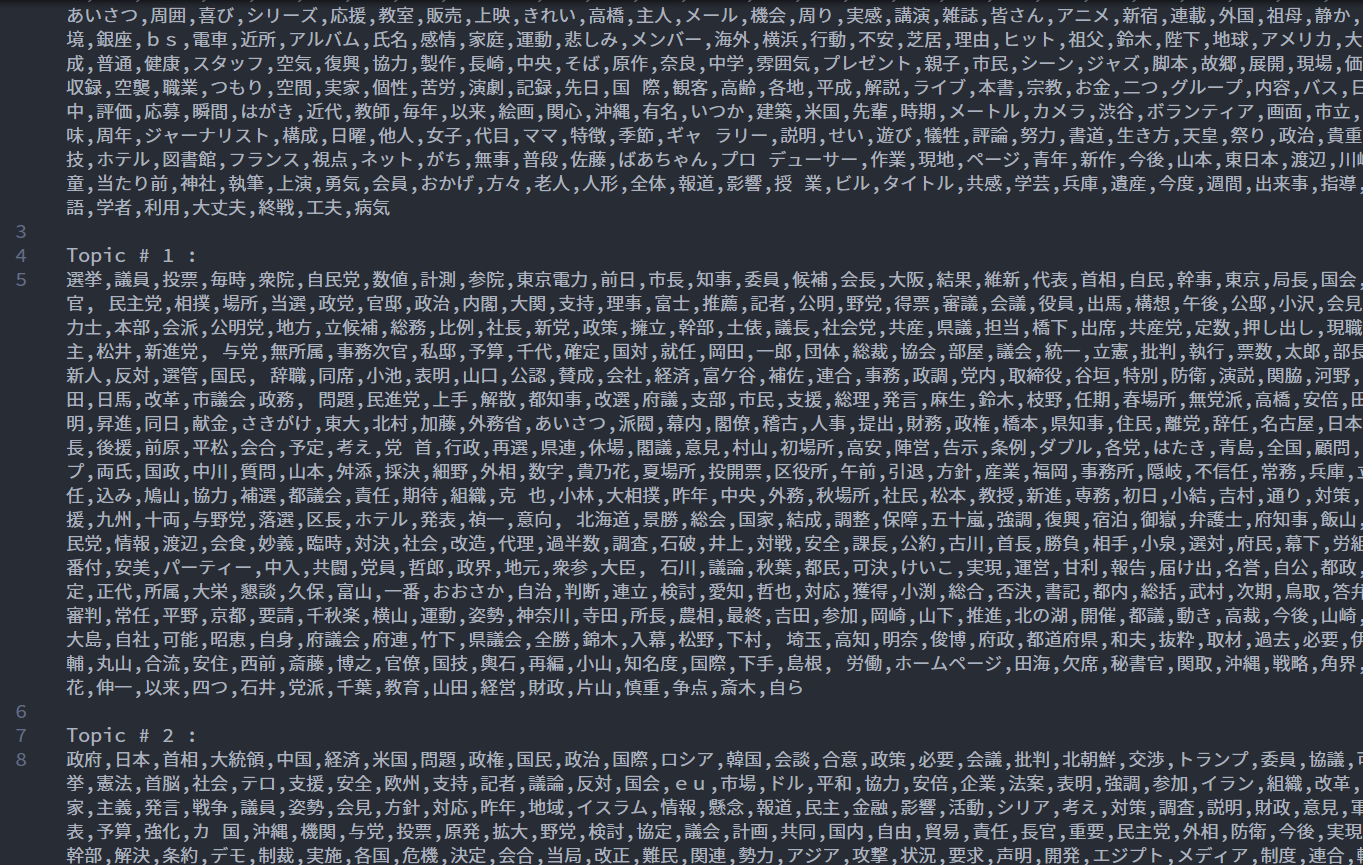 あいさつ,周囲,喜び,シリーズ,応援,教室,販売,上映,きれい,高橋,主人,メール,機会,周り,実感,講演,雑誌,皆さん,アニメ,新宿,連載,外国,祖母,静か,
境,銀座,ｂｓ,電車,近所,アルバム,氏名,感情,家庭,運動,悲しみ,メンバー,海外,横浜,行動,不安,芝居,理由,ヒット,祖父,鈴木,陛下,地球,アメリカ,大
成,普通,健康,スタッフ,空気,復興,協力,製作,長崎,中央,そば,原作,奈良,中学,雰囲気,プレゼント,親子,市民,シーン,ジャズ,脚本,故郷,展開,現場,価
収録,空襲,職業,つもり,空間,実家,個性,苦労,演劇,記録,先日,国 際,観客,高齢,各地,平成,解説,ライブ,本書,宗教,お金,二つ,グループ,内容,バス,日
中,評価,応募,瞬間,はがき,近代,教師,毎年,以来,絵画,関心,沖縄,有名,いつか,建築,米国,先輩,時期,メートル,カメラ,渋谷,ボランティア,画面,市立,
味,周年,ジャーナリスト,構成,日曜,他人,女子,代目,ママ,特徴,季節,ギャ ラリー,説明,せい,遊び,犠牲,評論,努力,書道,生き方,天皇,祭り,政治,貴重
技,ホテル,図書館,フランス,視点,ネット,がち,無事,普段,佐藤,ばあちゃん,プロ デューサー,作業,現地,ページ,青年,新作,今後,山本,東日本,渡辺,川崎
童,当たり前,神社,執筆,上演,勇気,会員,おかげ,方々,老人,人形,全体,報道,影響,授 業,ビル,タイトル,共感,学芸,兵庫,遺産,今度,週間,出来事,指導,
語,学者,利用,大丈夫,終戦,工夫,病気
3
4 Topic # 1 :
5 選挙,議員,投票,毎時,衆院,自民党,数値,計測,参院,東京電力,前日,市長,知事,委員,候補,会長,大阪,結果,維新,代表,首相,自民,幹事,東京,局長,国会,
官, 民主党,相撲,場所,当選,政党,官邸,政治,内閣,大関,支持,理事,富士,推薦,記者,公明,野党,得票,審議,会議,役員,出馬,構想,午後,公邸,小沢,会見
力士,本部,会派,公明党,地方,立候補,総務,比例,社長,新党,政策,擁立,幹部,土俵,議長,社会党,共産,県議,担当,橋下,出席,共産党,定数,押し出し,現職
主,松井,新進党, 与党,無所属,事務次官,私邸,予算,千代,確定,国対,就任,岡田,一郎,団体,総裁,協会,部屋,議会,統一,立憲,批判,執行,票数,太郎,部長
新人,反対,選管,国民, 辞職,同席,小池,表明,山口,公認,賛成,会社,経済,富ケ谷,補佐,連合,事務,政調,党内,取締役,谷垣,特別,防衛,演説,関脇,河野,
田,日馬,改革,市議会,政務, 問題,民進党,上手,解散,都知事,改選,府議,支部,市民,支援,総理,発言,麻生,鈴木,枝野,任期,春場所,無党派,高橋,安倍,田
明,昇進,同日,献金,さきがけ,東大,北村,加藤,外務省,あいさつ,派閥,幕内,閣僚,稽古,人事,提出,財務,政権,橋本,県知事,住民,離党,辞任,名古屋,日本
長,後援,前原,平松,会合,予定,考え,党 首,行政,再選,県連,休場,閣議,意見,村山,初場所,高安,陣営,告示,条例,ダブル,各党,はたき,青島,全国,顧問,
プ,両氏,国政,中川,質問,山本,舛添,採決,細野,外相,数字,貴乃花,夏場所,投開票,区役所,午前,引退,方針,産業,福岡,事務所,隠岐,不信任,常務,兵庫,立
任,込み,鳩山,協力,補選,都議会,責任,期待,組織,克 也,小林,大相撲,昨年,中央,外務,秋場所,社民,松本,教授,新進,専務,初日,小結,吉村,通り,対策,
援,九州,十両,与野党,落選,区長,ホテル,発表,禎一,意向, 北海道,景勝,総会,国家,結成,調整,保障,五十嵐,強調,復興,宿泊,御嶽,弁護士,府知事,飯山,
民党,情報,渡辺,会食,妙義,臨時,対決,社会,改造,代理,過半数,調査,石破,井上,対戦,安全,課長,公約,古川,首長,勝負,相手,小泉,選対,府民,幕下,労組
番付,安美,パーティー,中入,共闘,党員,哲郎,政界,地元,衆参,大臣, 石川,議論,秋葉,都民,可決,けいこ,実現,運営,甘利,報告,届け出,名誉,自公,都政,
定,正代,所属,大栄,懇談,久保,富山,一番,おおさか,自治,判断,連立,検討,愛知,哲也,対応,獲得,小渕,総合,否決,書記,都内,総括,武村,次期,鳥取,答弁
審判,常任,平野,京都,要請,千秋楽,横山,運動,姿勢,神奈川,寺田,所長,農相,最終,吉田,参加,岡崎,山下,推進,北の湖,開催,都議,動き,高裁,今後,山崎,
大島,自社,可能,昭恵,自身,府議会,府連,竹下,県議会,全勝,錦木,入幕,松野,下村, 埼玉,高知,明奈,俊博,府政,都道府県,和夫,抜粋,取材,過去,必要,伊
輔,丸山,合流,安住,西前,斎藤,博之,官僚,国技,輿石,再編,小山,知名度,国際,下手,島根, 労働,ホームページ,田海,欠席,秘書官,関取,沖縄,戦略,角界,
花,伸一,以来,四つ,石井,党派,千葉,教育,山田,経営,財政,片山,慎重,争点,斎木,自ら
6
7 Topic # 2 :
8 政府,日本,首相,大統領,中国,経済,米国,問題,政権,国民,政治,国際,ロシア,韓国,会談,合意,政策,必要,会議,批判,北朝鮮,交渉,トランプ,委員,協議,可
挙,憲法,首脳,社会,テロ,支援,安全,欧州,支持,記者,議論,反対,国会,ｅｕ,市場,ドル,平和,協力,安倍,企業,法案,表明,強調,参加,イラン,組織,改革,
家,主義,発言,戦争,議員,姿勢,会見,方針,対応,昨年,地域,イスラム,情報,懸念,報道,民主,金融,影響,活動,シリア,考え,対策,調査,説明,財政,意見,軍
表,予算,強化,カ 国,沖縄,機関,与党,投票,原発,拡大,野党,検討,協定,議会,計画,共同,国内,自由,貿易,責任,長官,重要,民主党,外相,防衛,今後,実現
幹部,解決,条約,デモ,制裁,実施,各国,危機,決定,会合,当局,改正,難民,関連,勢力,アジア,攻撃,状況,要求,声明,開発,エジプト,メディア,制度,連合,